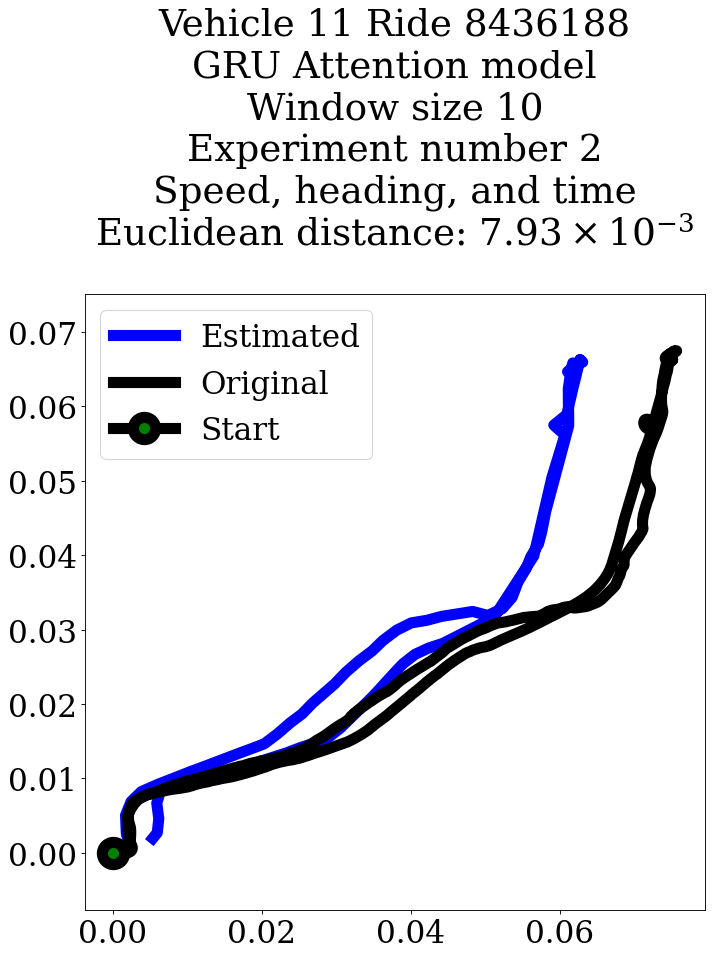 Vehicle 11 Ride 8436188
GRU Attention model
Window size 10
Experiment number 2
Speed, heading, and time
Euclidean distance: 7.93 × 10⁻³
Estimated
Original
Start
0.07
0.06
0.05
0.04
0.03
0.02
0.01
0.00
0.00 0.02 0.04 0.06